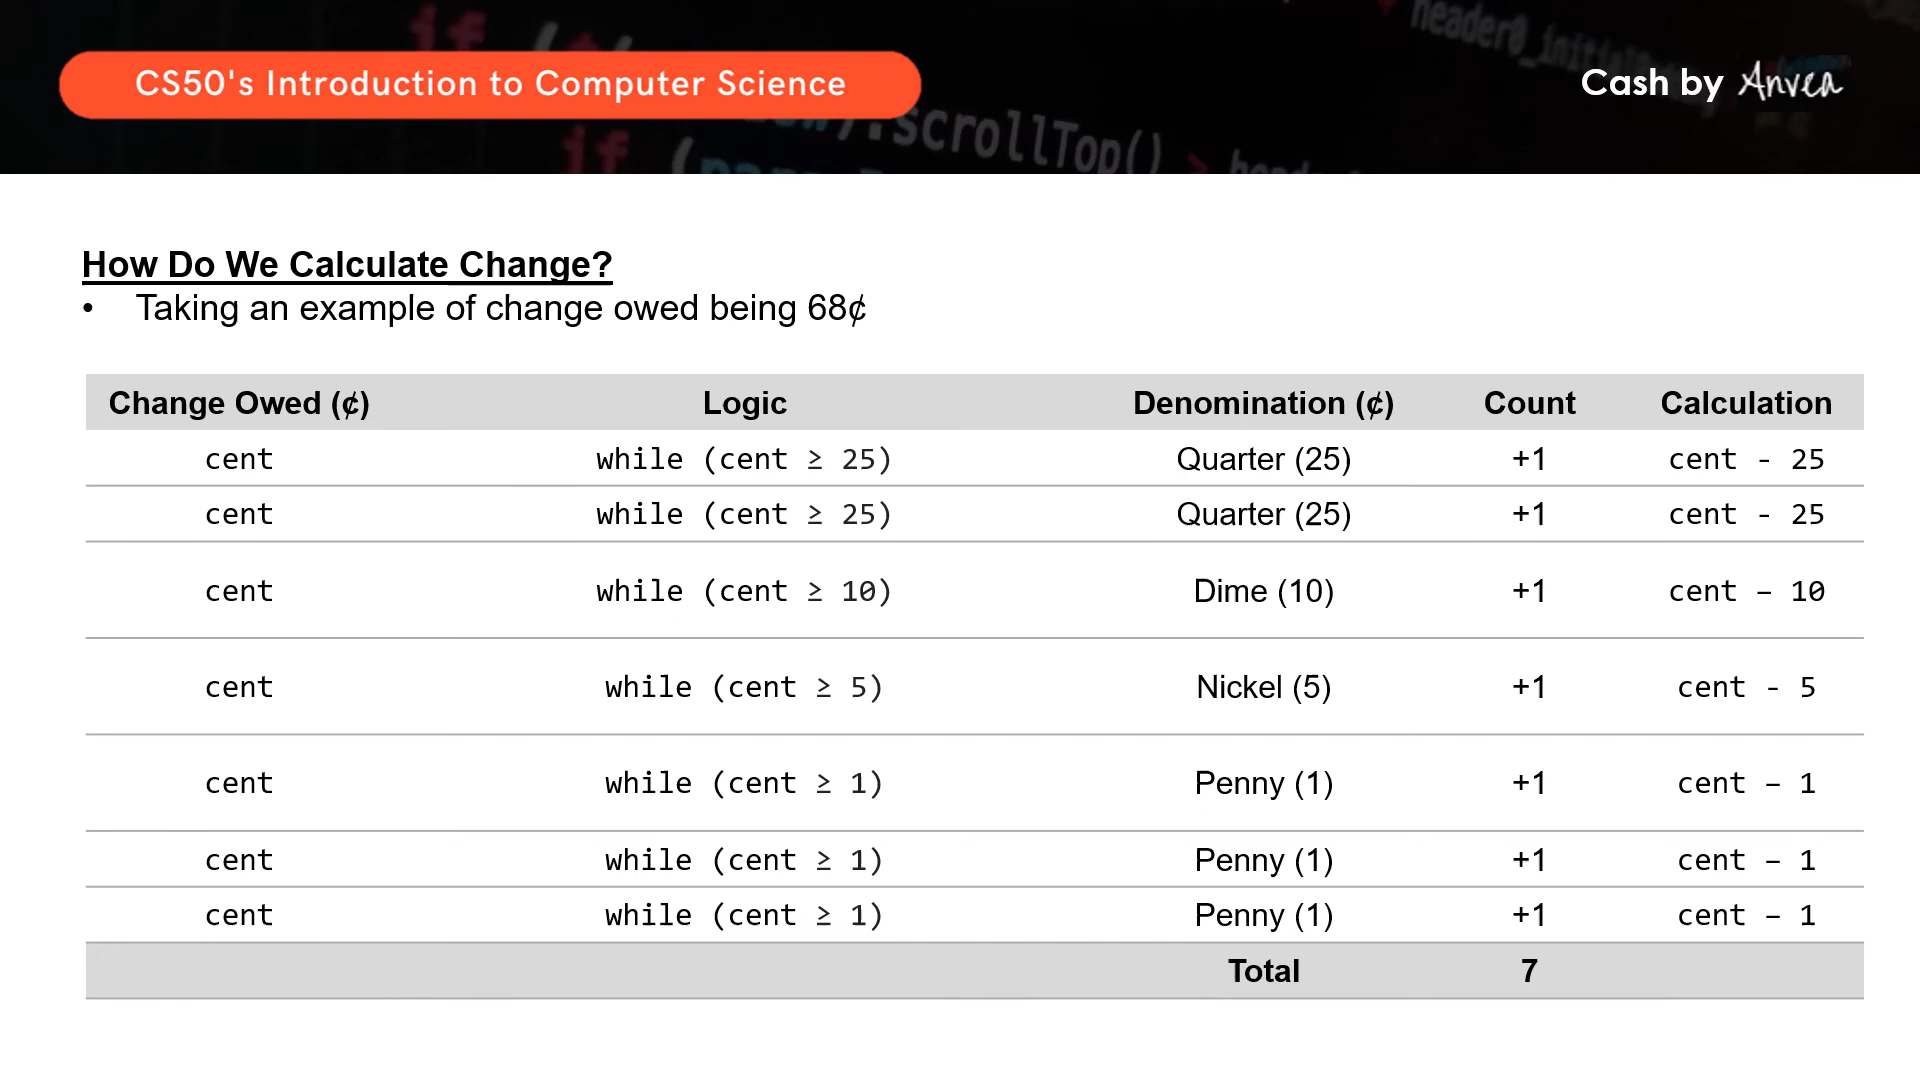 if (
header0_initi
CS50's Introduction to Computer Science
Cash by Anvea
).scrollTop() >
if (
How Do We Calculate Change?
• Taking an example of change owed being 68¢
Change Owed (¢) Logic Denomination (¢) Count Calculation
cent while (cent ≥ 25) Quarter (25) +1 cent - 25
cent while (cent ≥ 25) Quarter (25) +1 cent - 25
cent while (cent ≥ 10) Dime (10) +1 cent – 10
cent while (cent ≥ 5) Nickel (5) +1 cent - 5
cent while (cent ≥ 1) Penny (1) +1 cent – 1
cent while (cent ≥ 1) Penny (1) +1 cent – 1
cent while (cent ≥ 1) Penny (1) +1 cent – 1
Total 7